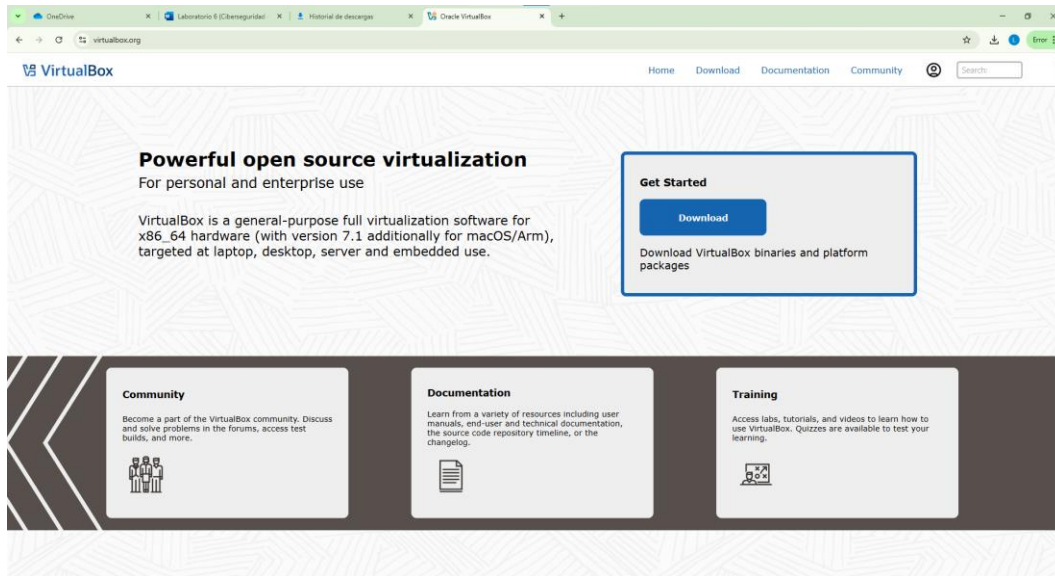 OneDrive
Laboratorio 6 (Ciberseguridad
Historial de descargas
Oracle VirtualBox
virtualbox.org
Error
VirtualBox
Home Download Documentation Community Search
Powerful open source virtualization
For personal and enterprise use
VirtualBox is a general-purpose full virtualization software for
x86_64 hardware (with version 7.1 additionally for macOS/Arm),
targeted at laptop, desktop, server and embedded use.
Get Started
Download
Download VirtualBox binaries and platform
packages
Community
Become a part of the VirtualBox community. Discuss
and solve problems in the forums, access test
builds, and more.
Documentation
Learn from a variety of resources including user
manuals, end-user and technical documentation,
the source code repository timeline, or the
changelog.
Training
Access labs, tutorials, and videos to learn how to
use VirtualBox. Quizzes are available to test your
learning.